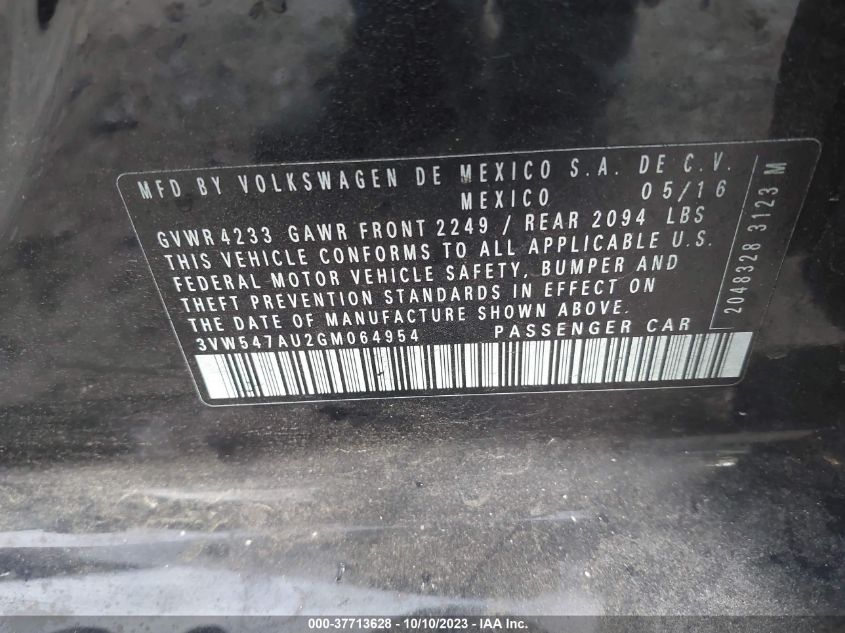 MFD BY VOLKSWAGEN DE MEXICO S.A. DE C.V.
MEXICO 05/16
GVWR 4233 GAWR FRONT 2249 / REAR 2094 LBS
THIS VEHICLE CONFORMS TO ALL APPLICABLE U.S.
FEDERAL MOTOR VEHICLE SAFETY, BUMPER AND
THEFT PREVENTION STANDARDS IN EFFECT ON
THE DATE OF MANUFACTURE SHOWN ABOVE.
3VW547AU2GM064954 PASSENGER CAR
2048328 3123 M
000-37713628 - 10/10/2023 - IAA Inc.